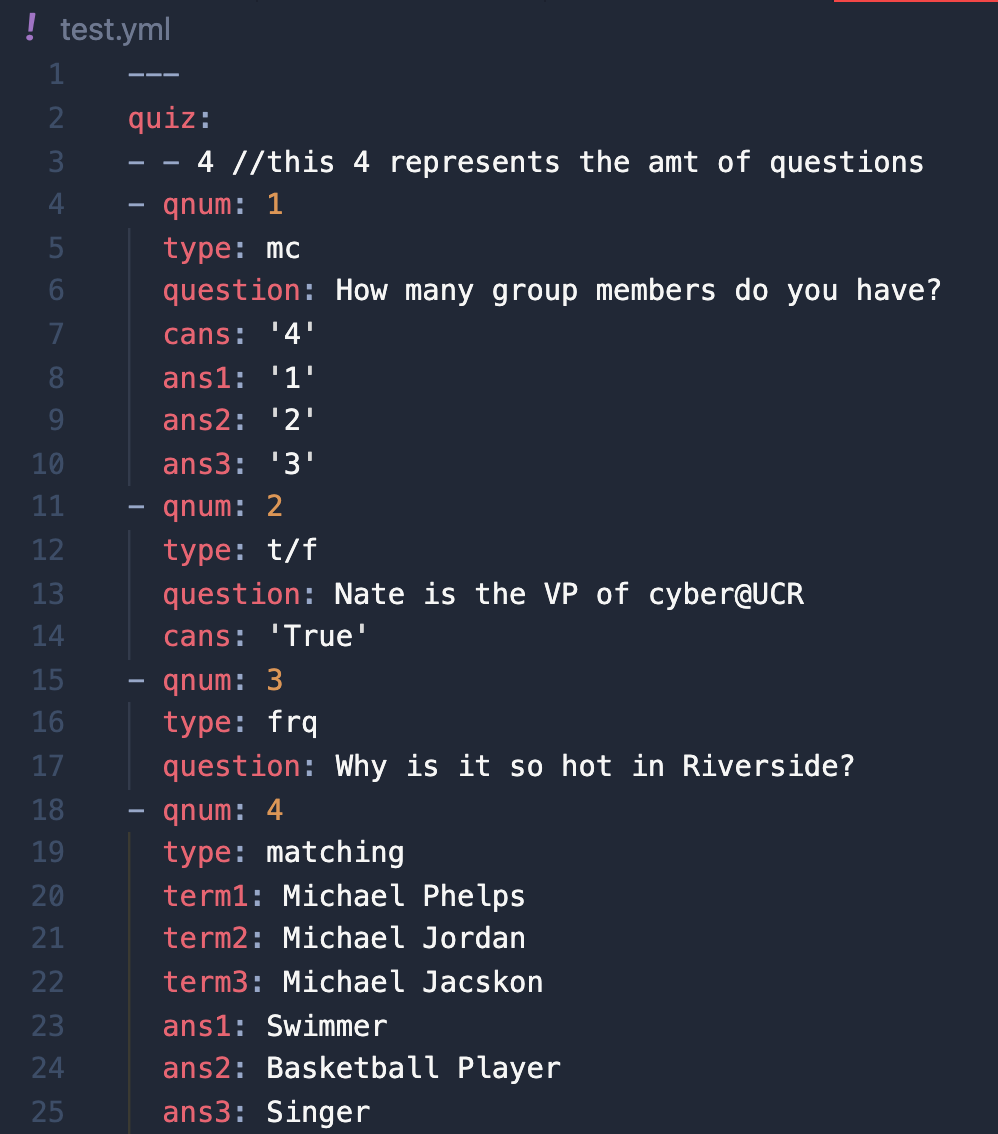 ! test.yml
1 ---
2 quiz:
3 - - 4 //this 4 represents the amt of questions
4 - qnum: 1
5 type: mc
6 question: How many group members do you have?
7 cans: '4'
8 ans1: '1'
9 ans2: '2'
10 ans3: '3'
11 - qnum: 2
12 type: t/f
13 question: Nate is the VP of cyber@UCR
14 cans: 'True'
15 - qnum: 3
16 type: frq
17 question: Why is it so hot in Riverside?
18 - qnum: 4
19 type: matching
20 term1: Michael Phelps
21 term2: Michael Jordan
22 term3: Michael Jacskon
23 ans1: Swimmer
24 ans2: Basketball Player
25 ans3: Singer